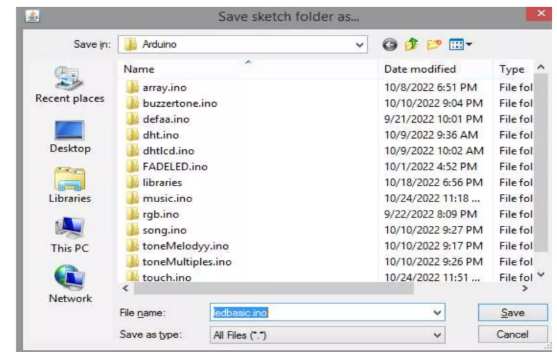 Save sketch folder as...
Save in: Arduino
Name Date modified Type
array.ino 10/8/2022 6:51 PM File fol
buzzertone.ino 10/10/2022 9:04 PM File fol
defaa.ino 9/21/2022 10:01 PM File fol
dht.ino 10/9/2022 9:36 AM File fol
dhtlcd.ino 10/9/2022 10:02 AM File fol
FADELED.ino 10/1/2022 4:52 PM File fol
libraries 10/18/2022 6:56 PM File fol
music.ino 10/24/2022 11:18 ... File fol
rgb.ino 9/22/2022 8:09 PM File fol
song.ino 10/10/2022 9:27 PM File fol
toneMelodyy.ino 10/10/2022 9:17 PM File fol
toneMultiples.ino 10/10/2022 9:26 PM File fol
touch.ino 10/24/2022 11:51 ... File fol
Recent places
Desktop
Libraries
This PC
Network
File name: ledbasic.ino Save
Save as type: All Files (*.*) Cancel